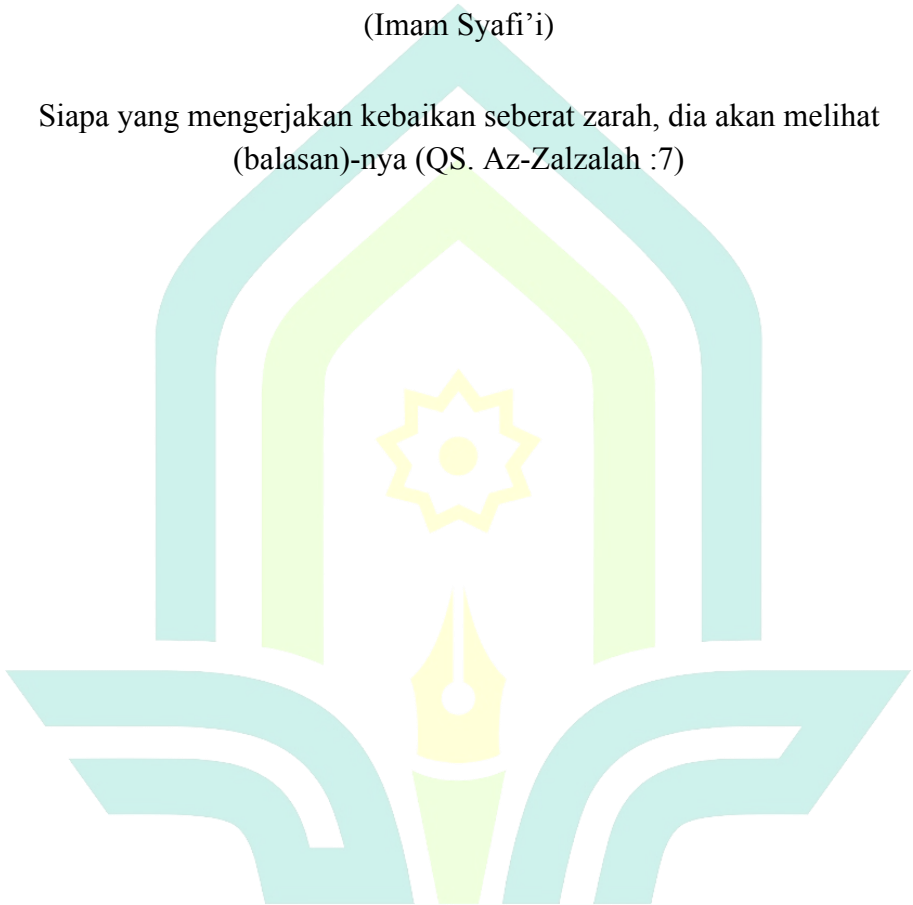 (Imam Syafi’i)
Siapa yang mengerjakan kebaikan seberat zarah, dia akan melihat
(balasan)-nya (QS. Az-Zalzalah :7)